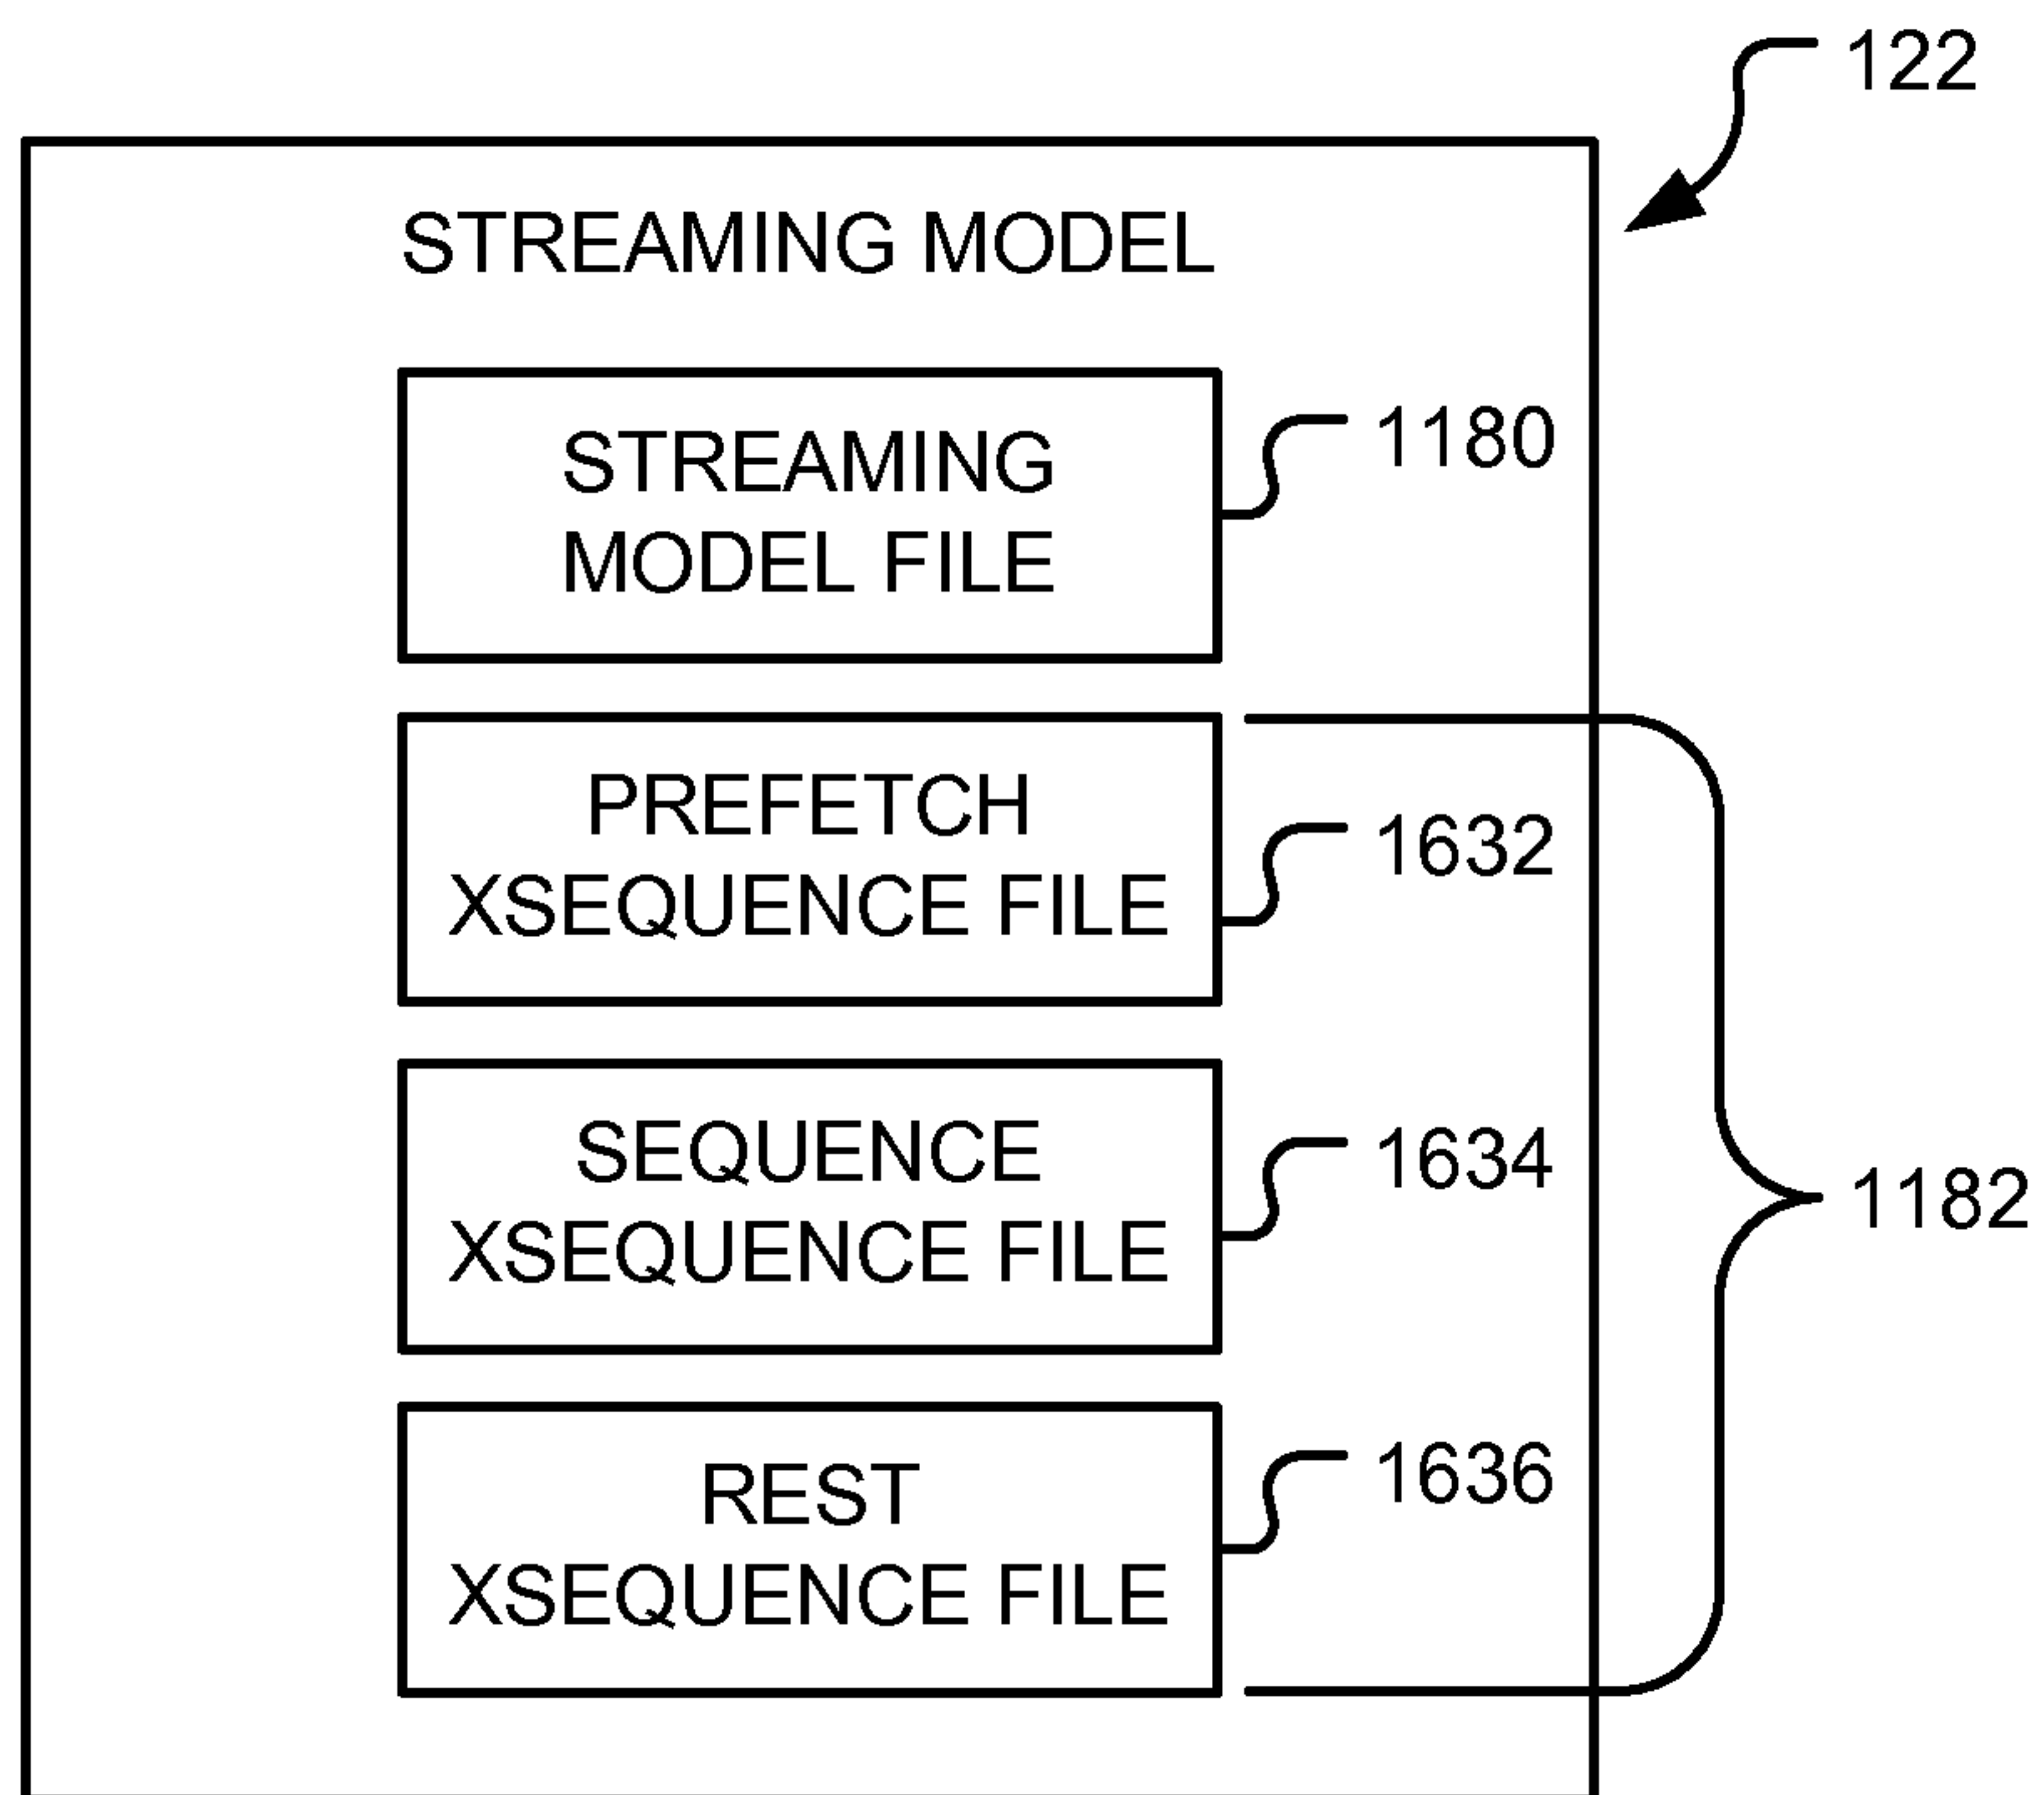 122
STREAMING MODEL
STREAMING
MODEL FILE
1180
PREFETCH
XSEQUENCE FILE
1632
SEQUENCE
XSEQUENCE FILE
1634
1182
REST
XSEQUENCE FILE
1636